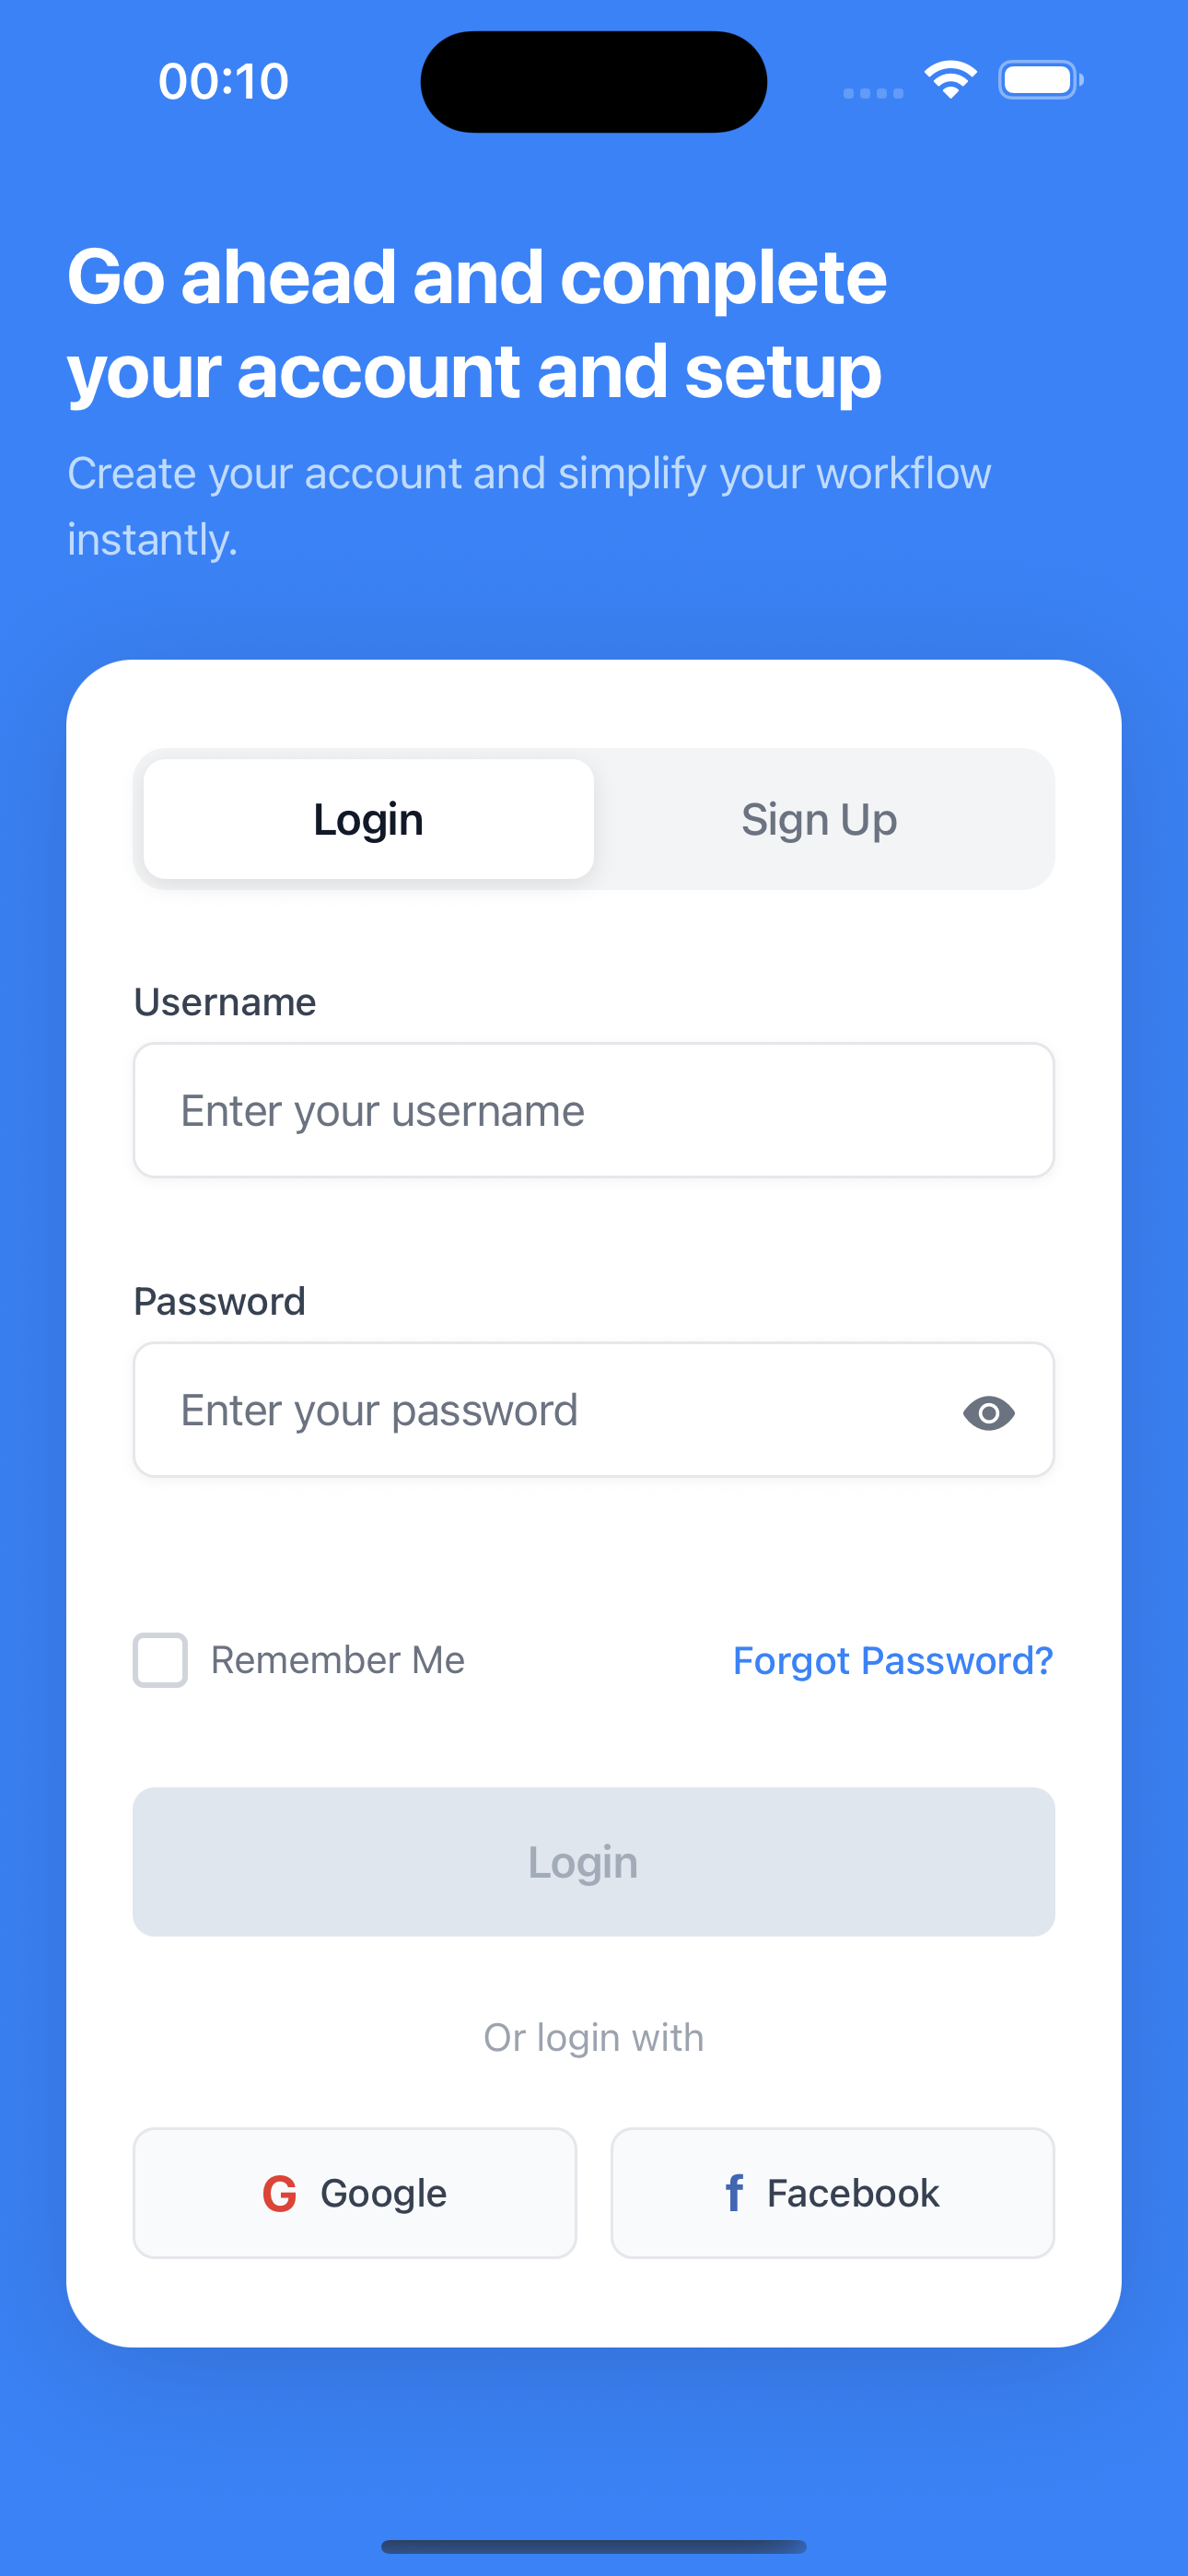 00:10
Go ahead and complete
your account and setup
Create your account and simplify your workflow
instantly.
Login Sign Up
Username
Enter your username
Password
Enter your password
Remember Me Forgot Password?
Login
Or login with
G Google f Facebook